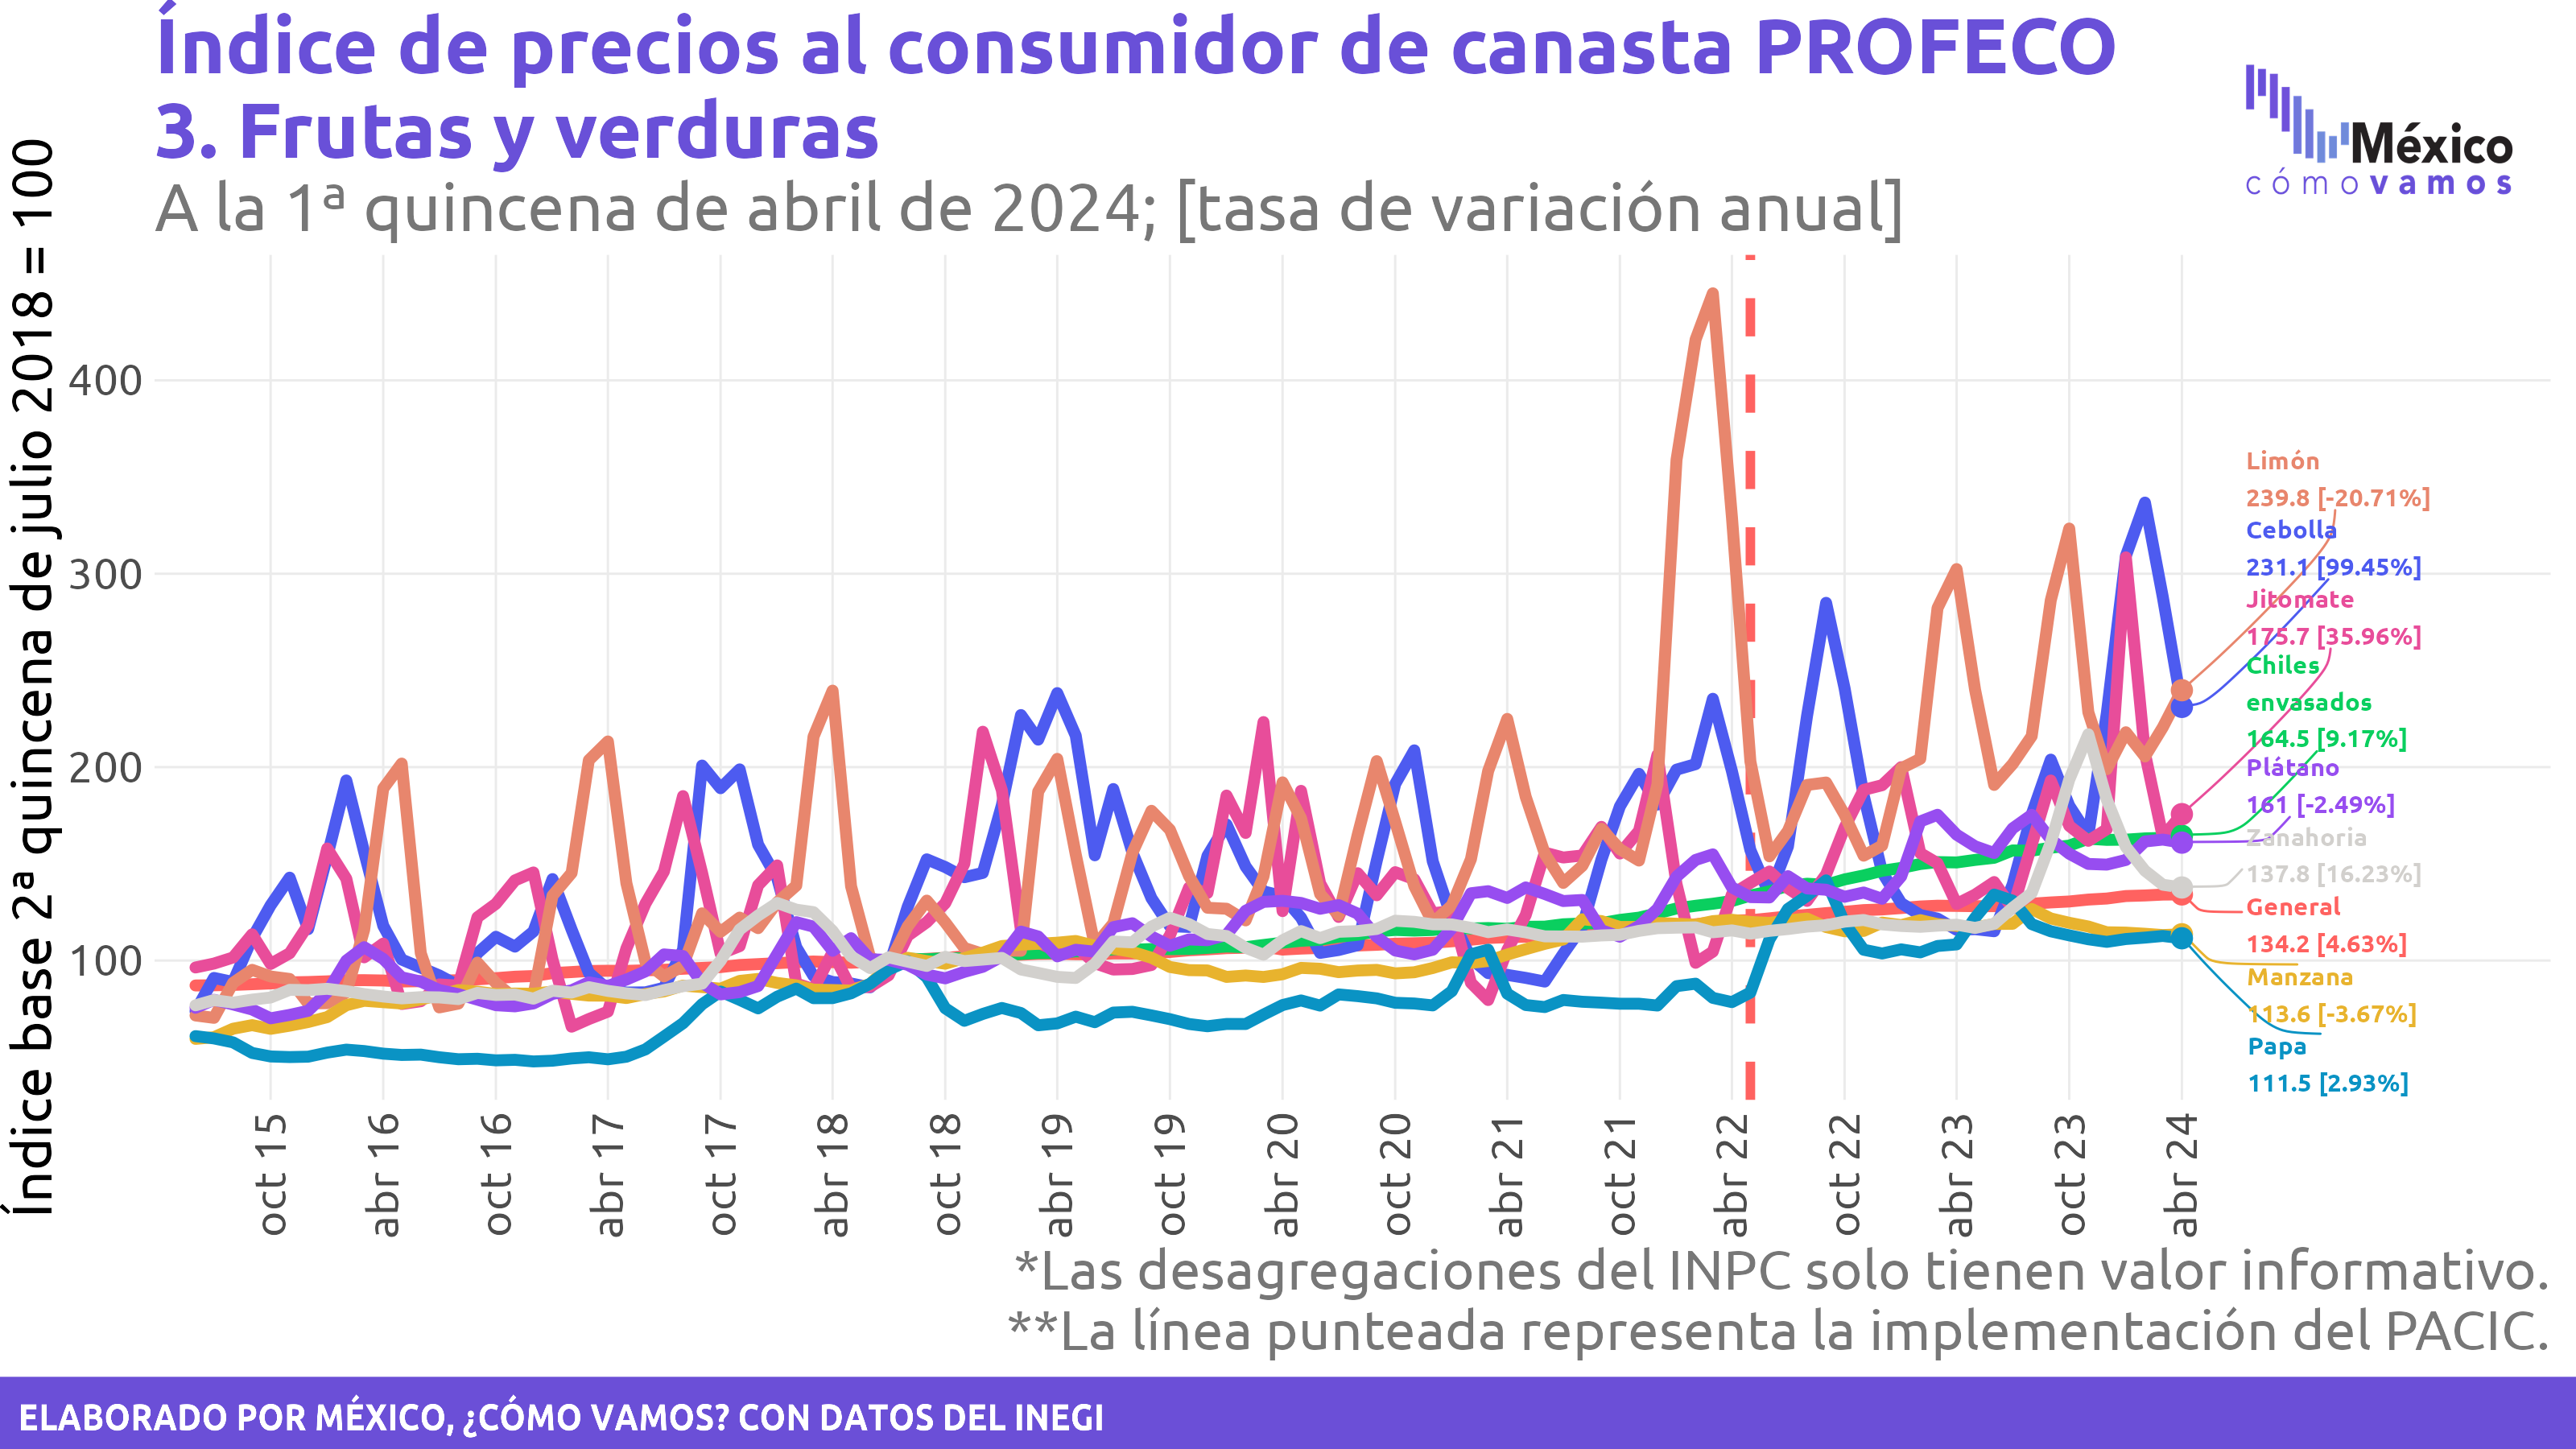 Índice de precios al consumidor de canasta PROFECO
3. Frutas y verduras
A la 1ª quincena de abril de 2024; [tasa de variación anual]
México
cómovamos
Índice base 2ª quincena de julio 2018 = 100
400
300
200
100
Limón
239.8 [-20.71%]
Cebolla
231.1 [99.45%]
Jitomate
175.7 [35.96%]
Chiles
envasados
164.5 [9.17%]
Plátano
161 [-2.49%]
Zanahoria
137.8 [16.23%]
General
134.2 [4.63%]
Manzana
113.6 [-3.67%]
Papa
111.5 [2.93%]
oct 15
abr 16
oct 16
abr 17
oct 17
abr 18
oct 18
abr 19
oct 19
abr 20
oct 20
abr 21
oct 21
abr 22
oct 22
abr 23
oct 23
abr 24
*Las desagregaciones del INPC solo tienen valor informativo.
**La línea punteada representa la implementación del PACIC.
ELABORADO POR MÉXICO, ¿CÓMO VAMOS? CON DATOS DEL INEGI